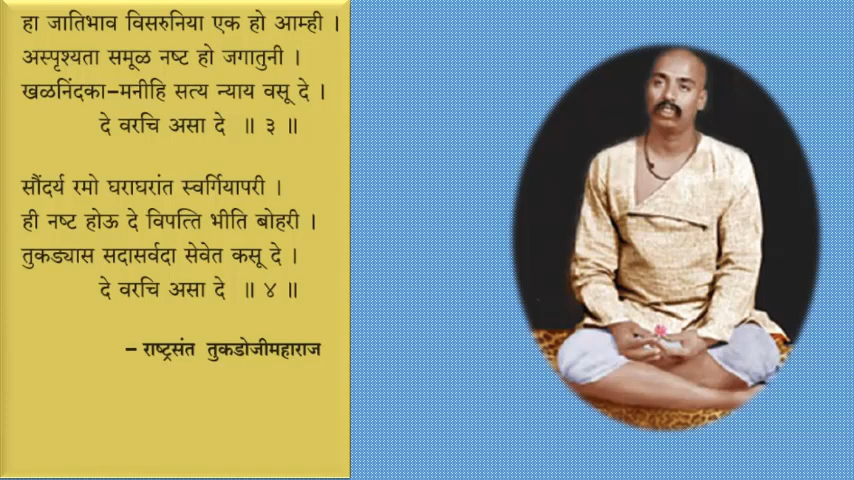 हा जातिभाव विसरुनिया एक हो आम्ही ।
अस्पृश्यता समूळ नष्ट हो जगातुनी ।
खळनिंदका-मनीहि सत्य न्याय वसू दे ।
दे वरचि असा दे ॥ ३ ॥
सौंदर्य रमो घराघरांत स्वर्गियापरी ।
ही नष्ट होऊ दे विपत्ति भीति बोहरी ।
तुकड्यास सदासर्वदा सेवेत कसू दे ।
दे वरचि असा दे ॥ ४ ॥
– राष्ट्रसंत तुकडोजीमहाराज